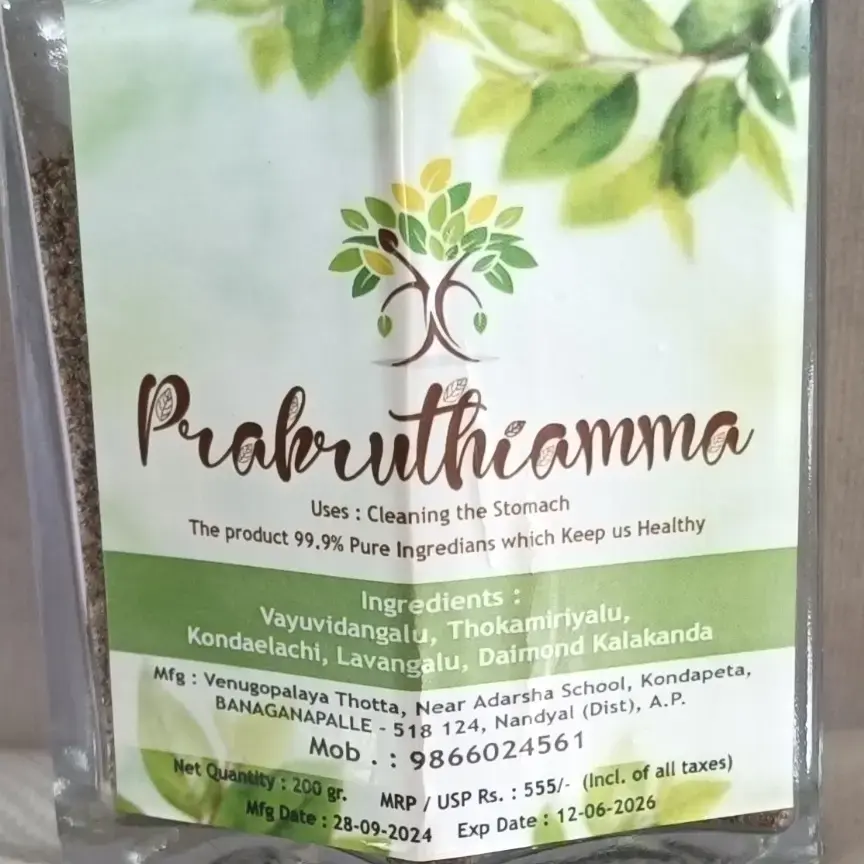 Prakruthiamma
Uses : Cleaning the Stomach
The product 99.9% Pure Ingredians which Keep us Healthy
Ingredients :
Vayuvidangalu, Thokamiriyalu,
Kondaelachi, Lavangalu, Daimond Kalakanda
Mfg : Venugopalaya Thotta, Near Adarsha School, Kondapeta,
BANAGANAPALLE - 518 124, Nandyal (Dist), A.P.
Mob . : 9866024561
Net Quantity : 200 gr. MRP / USP Rs. : 555/- (Incl. of all taxes)
Mfg Date : 28-09-2024 Exp Date : 12-06-2026